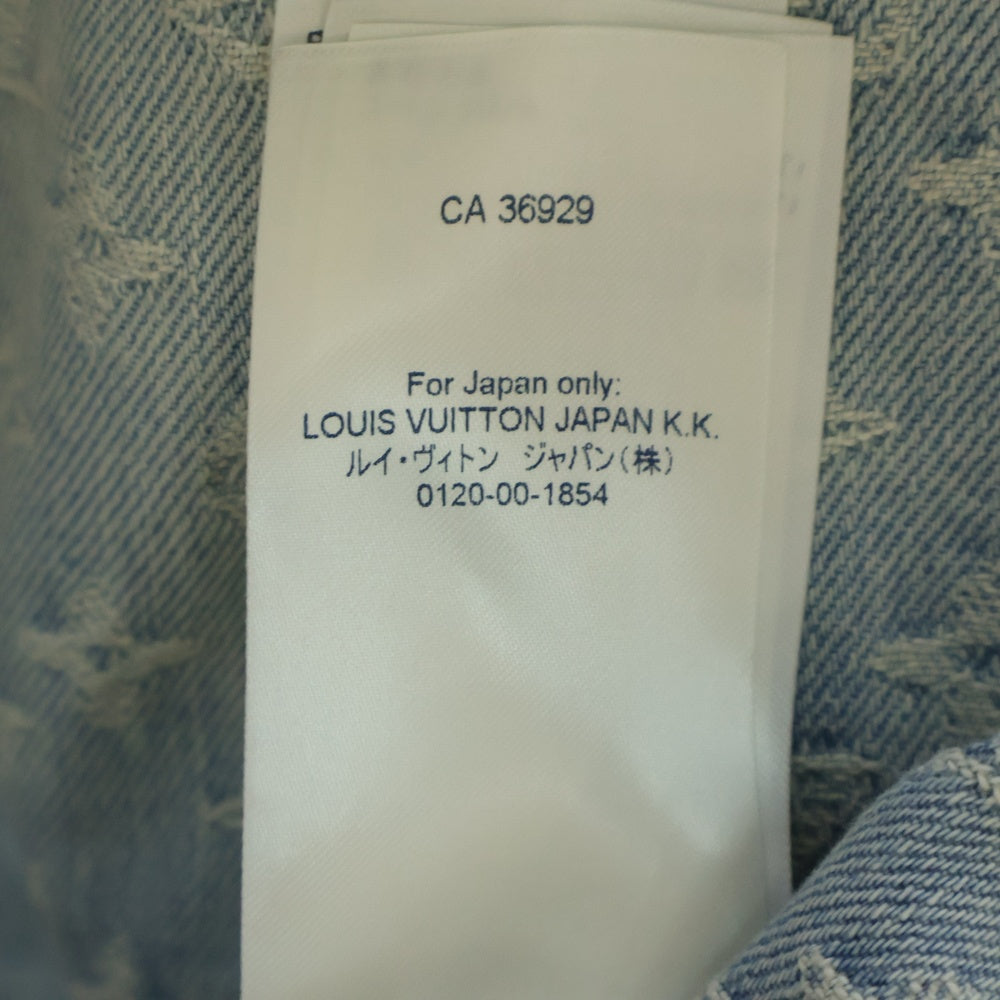 CA 36929
For Japan only:
LOUIS VUITTON JAPAN K.K.
ルイ・ヴィトン ジャパン(株)
0120-00-1854